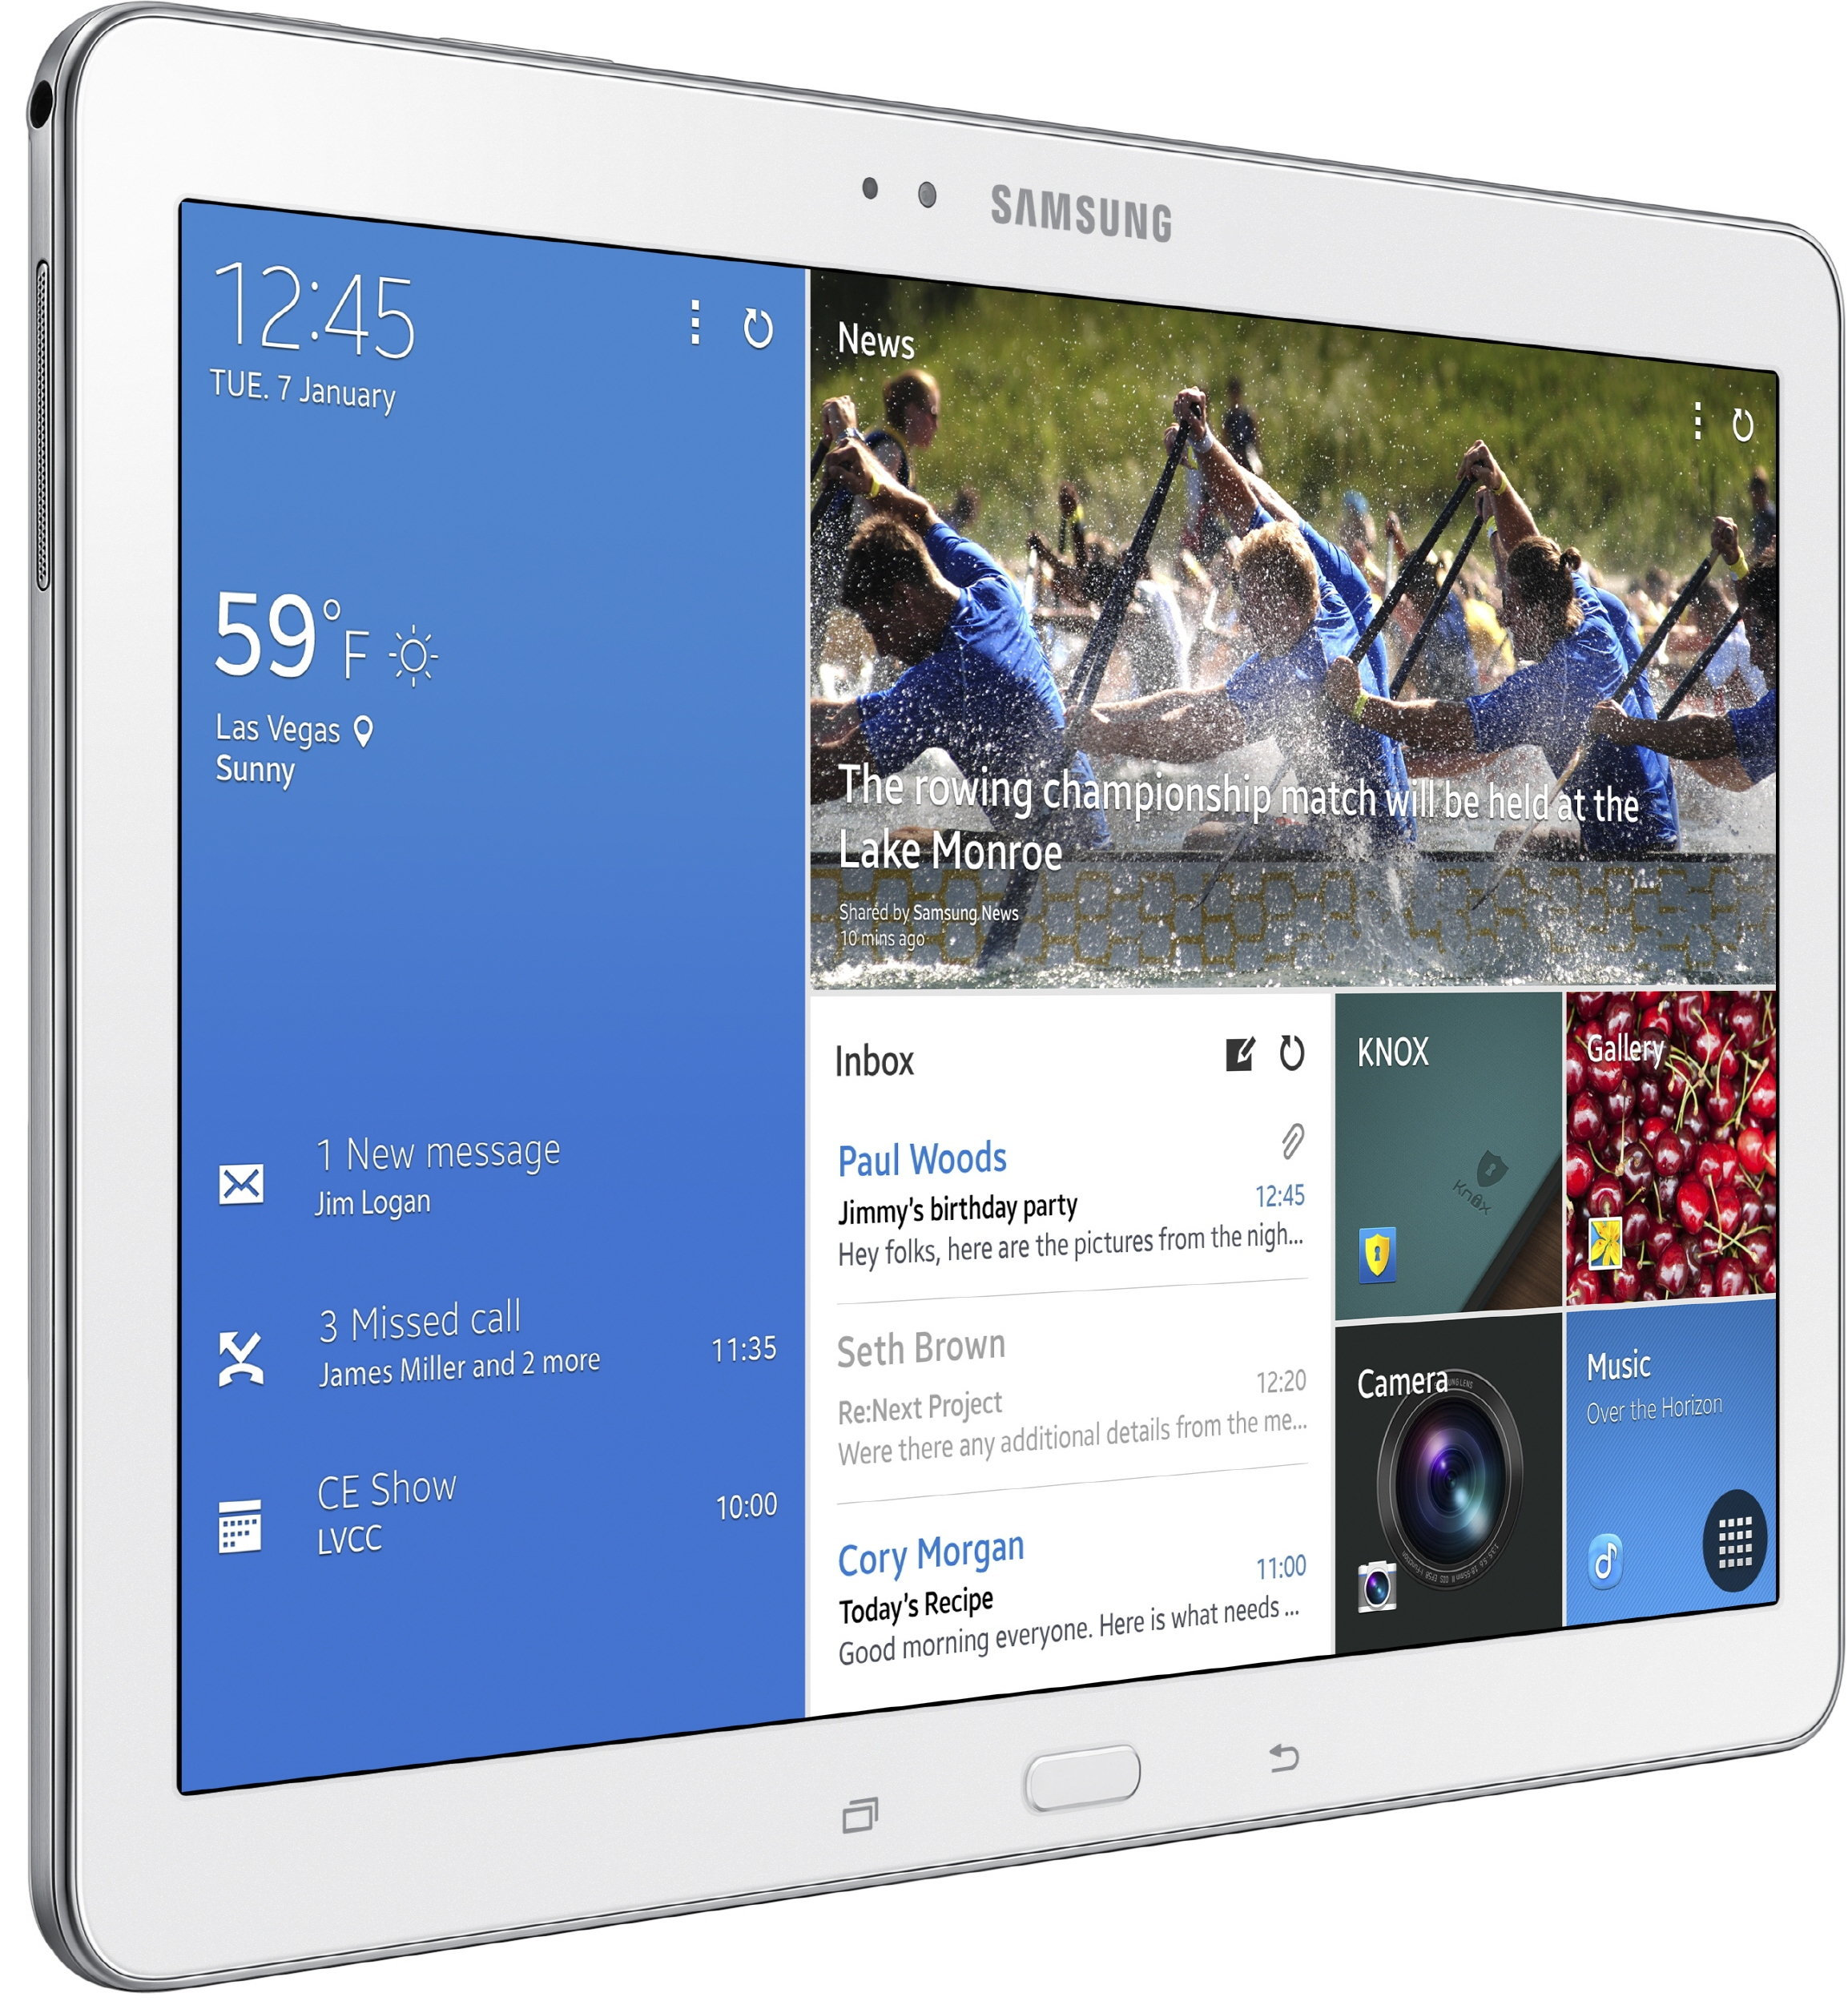 SAMSUNG
12:45
TUE. 7 January
59°F
Las Vegas
Sunny
1 New message
Jim Logan
3 Missed call
James Miller and 2 more
11:35
CE Show
LVCC
10:00
News
The rowing championship match will be held at the
Lake Monroe
Shared by Samsung News
10 mins ago
Inbox
Paul Woods
Jimmy's birthday party
12:45
Hey folks, here are the pictures from the nigh...
Seth Brown
Re:Next Project
12:20
Were there any additional details from the me...
Cory Morgan
Today's Recipe
11:00
Good morning everyone. Here is what needs ...
KNOX
Knox
Gallery
Camera
Music
Over the Horizon